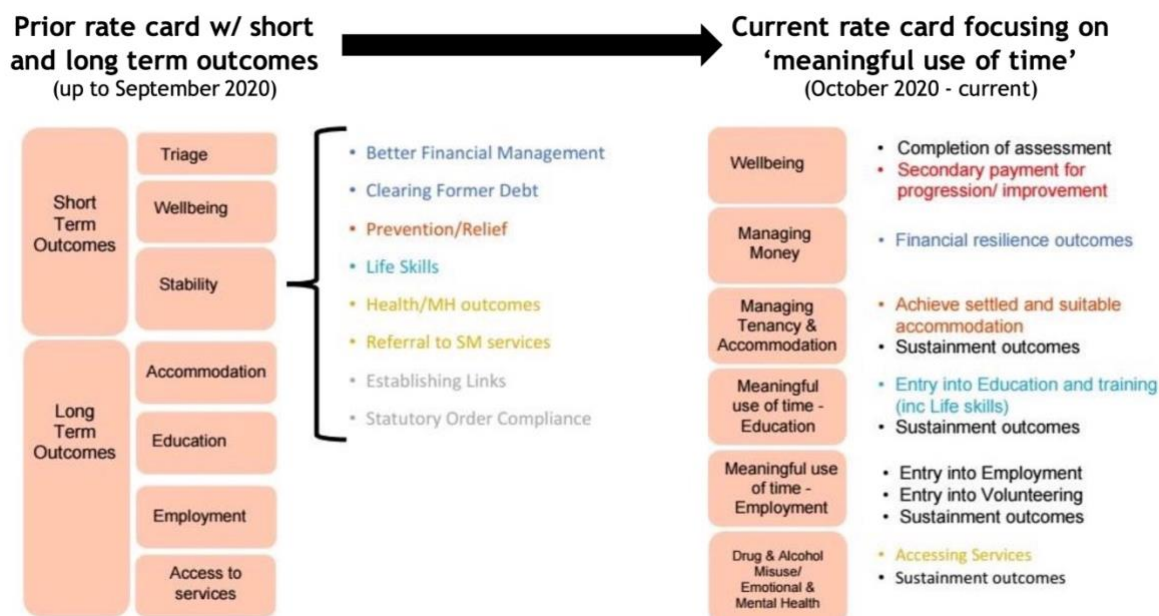 Prior rate card w/ short
and long term outcomes
(up to September 2020)
Current rate card focusing on
‘meaningful use of time’
(October 2020 - current)
Short
Term
Outcomes
Triage
Wellbeing
Stability
Long
Term
Outcomes
Accommodation
Education
Employment
Access to
services
• Better Financial Management
• Clearing Former Debt
• Prevention/Relief
• Life Skills
• Health/MH outcomes
• Referral to SM services
• Establishing Links
• Statutory Order Compliance
Wellbeing
• Completion of assessment
• Secondary payment for
progression/ improvement
Managing
Money
• Financial resilience outcomes
Managing
Tenancy &
Accommodation
• Achieve settled and suitable
accommodation
• Sustainment outcomes
Meaningful
use of time -
Education
• Entry into Education and training
(inc Life skills)
• Sustainment outcomes
Meaningful use
of time -
Employment
• Entry into Employment
• Entry into Volunteering
• Sustainment outcomes
Drug & Alcohol
Misuse/
Emotional &
Mental Health
• Accessing Services
• Sustainment outcomes